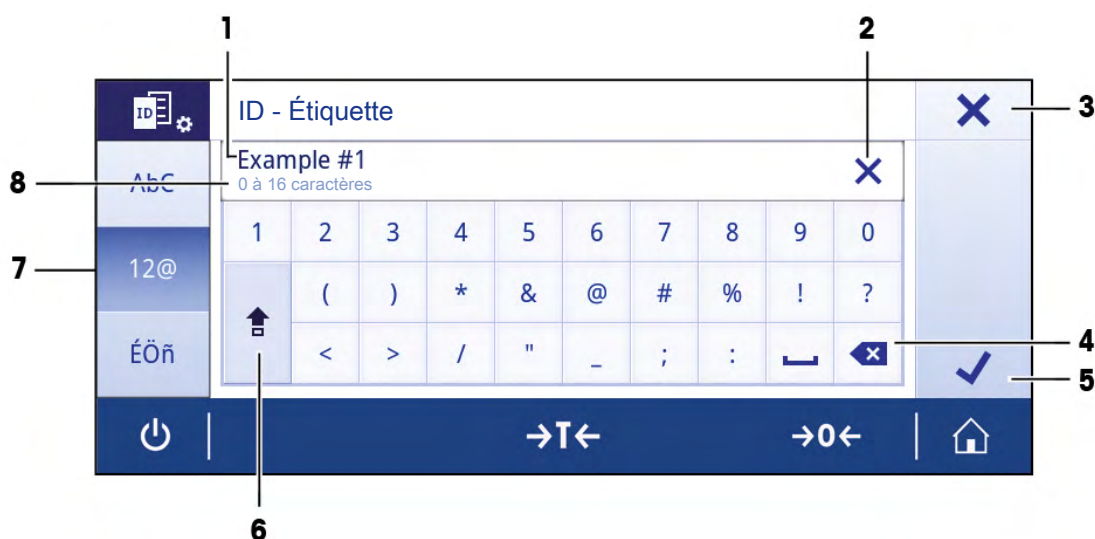 1 2
ID ID - Étiquette
3
Example #1
8 AbC 0 à 16 caractères
1 2 3 4 5 6 7 8 9 0
7 12@
( ) * & @ # % ! ?
ÉÖñ < > / " _ ; : 4
5
→T← →0←
6